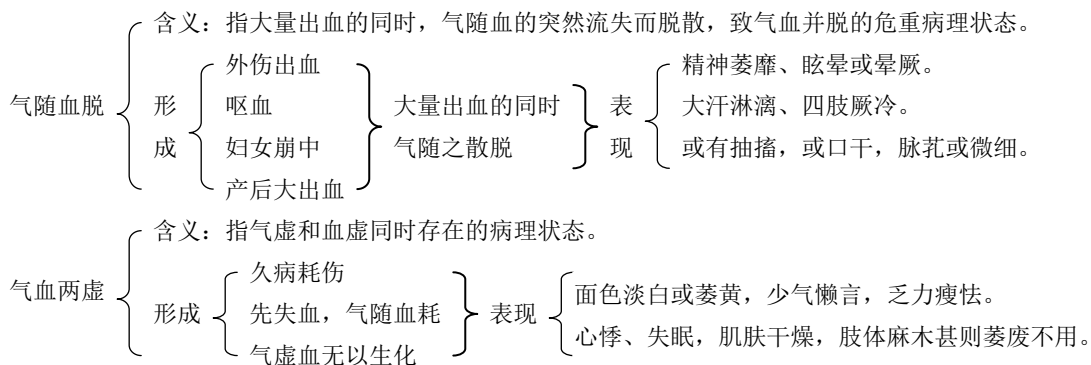 含义：指大量出血的同时，气随血的突然流失而脱散，致气血并脱的危重病理状态。
气随血脱
形成
外伤出血
呕血
妇女崩中
产后大出血
大量出血的同时
气随之散脱
表现
精神萎靡、眩晕或晕厥。
大汗淋漓、四肢厥冷。
或有抽搐，或口干，脉芤或微细。
气血两虚
含义：指气虚和血虚同时存在的病理状态。
形成
久病耗伤
先失血，气随血耗
气虚血无以生化
表现
面色淡白或萎黄，少气懒言，乏力瘦怯。
心悸、失眠，肌肤干燥，肢体麻木甚则萎废不用。